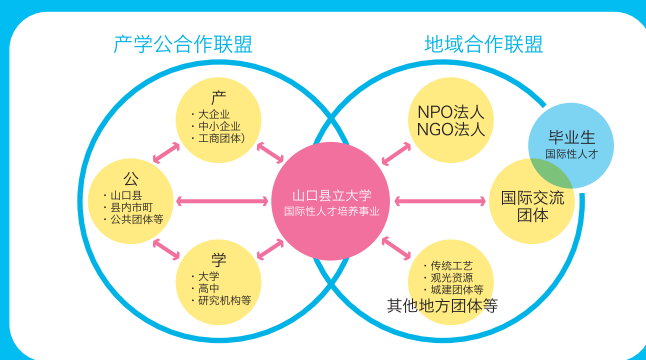 产学公合作联盟
地域合作联盟
产
・大企业
・中小企业
・工商团体）
公
・山口县
・县内市町
・公共团体等
学
・大学
・高中
・研究机构等
山口县立大学
国际性人才培养事业
NPO法人
NGO法人
毕业生
国际性人才
国际交流
团体
・传统工艺
・观光资源
・城建团体等
其他地方团体等